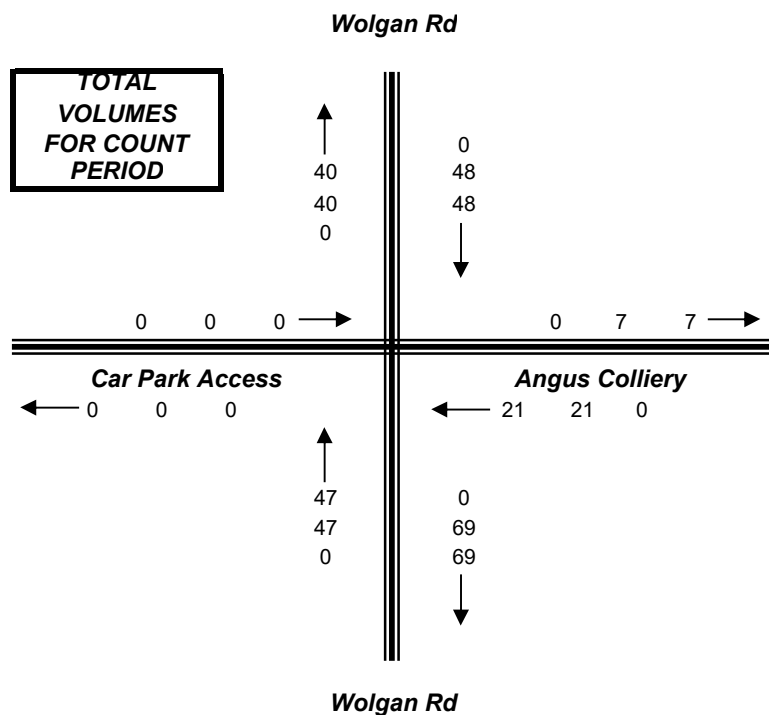 Wolgan Rd
TOTAL
VOLUMES
FOR COUNT
PERIOD
0
40 48
40 48
0
0 0 0 0 7 7
Car Park Access Angus Colliery
0 0 0 21 21 0
47 0
47 69
0 69
Wolgan Rd